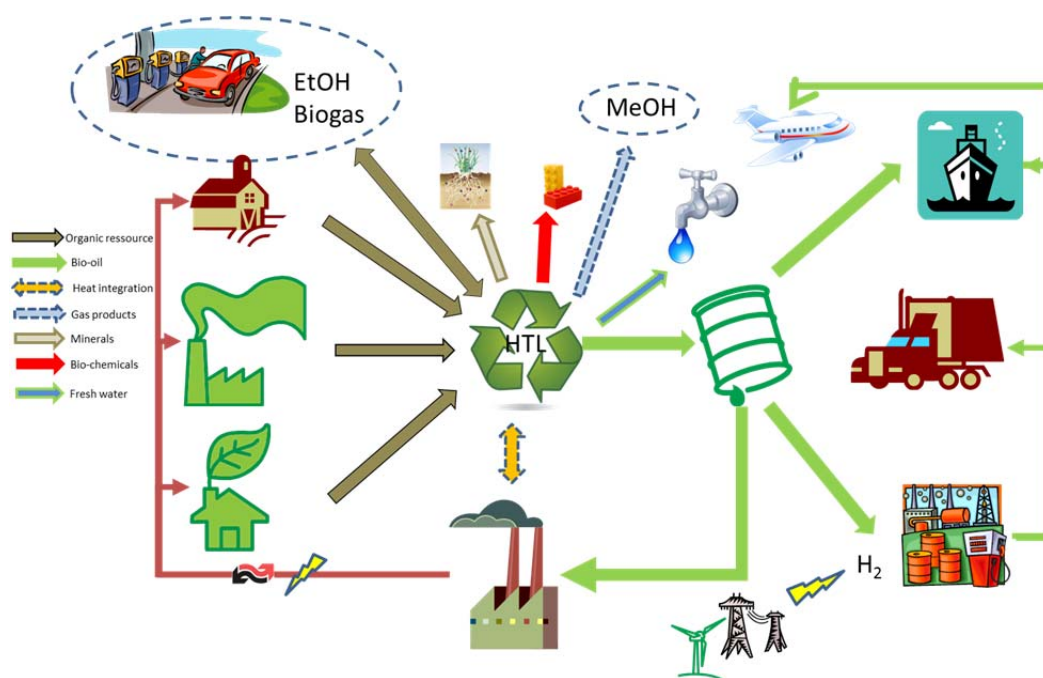 EtOH
Biogas
MeOH
Organic ressource
Bio-oil
Heat integration
Gas products
Minerals
Bio-chemicals
Fresh water
HTL
H₂